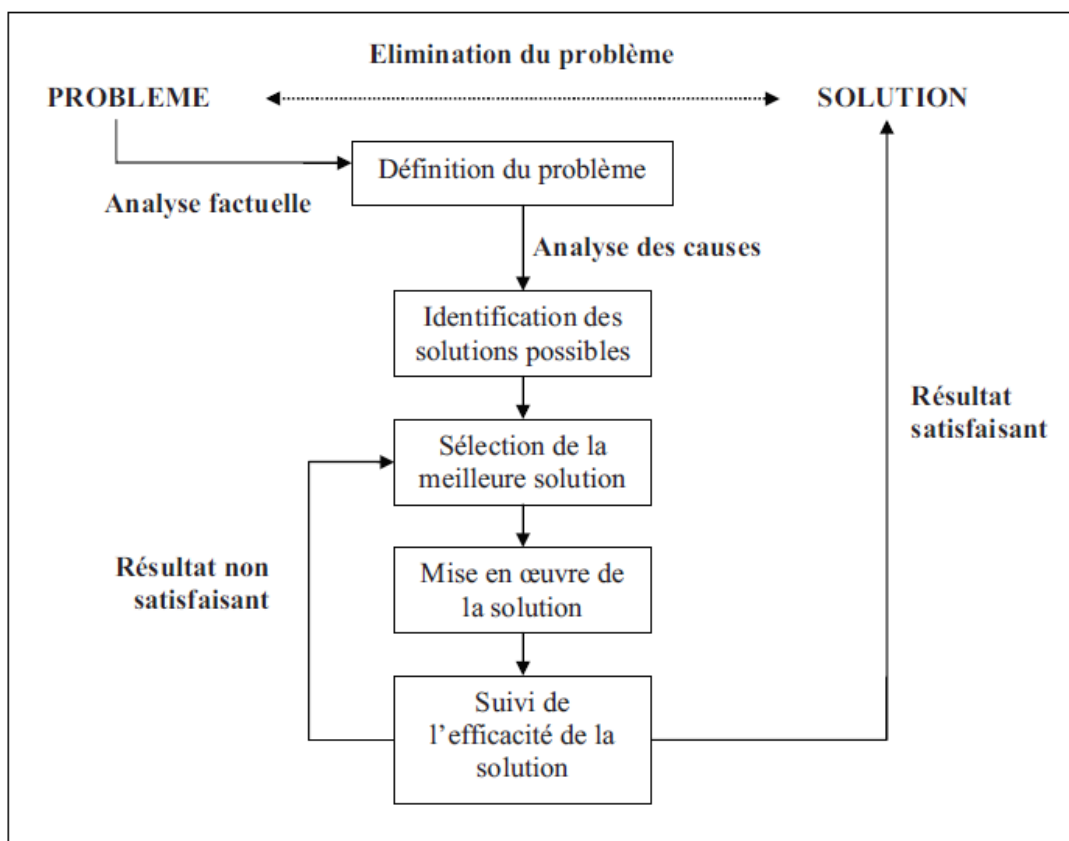 Elimination du problème
PROBLEME
SOLUTION
Définition du problème
Analyse factuelle
Analyse des causes
Identification des
solutions possibles
Résultat
satisfaisant
Sélection de la
meilleure solution
Résultat non
satisfaisant
Mise en œuvre de
la solution
Suivi de
l’efficacité de la
solution